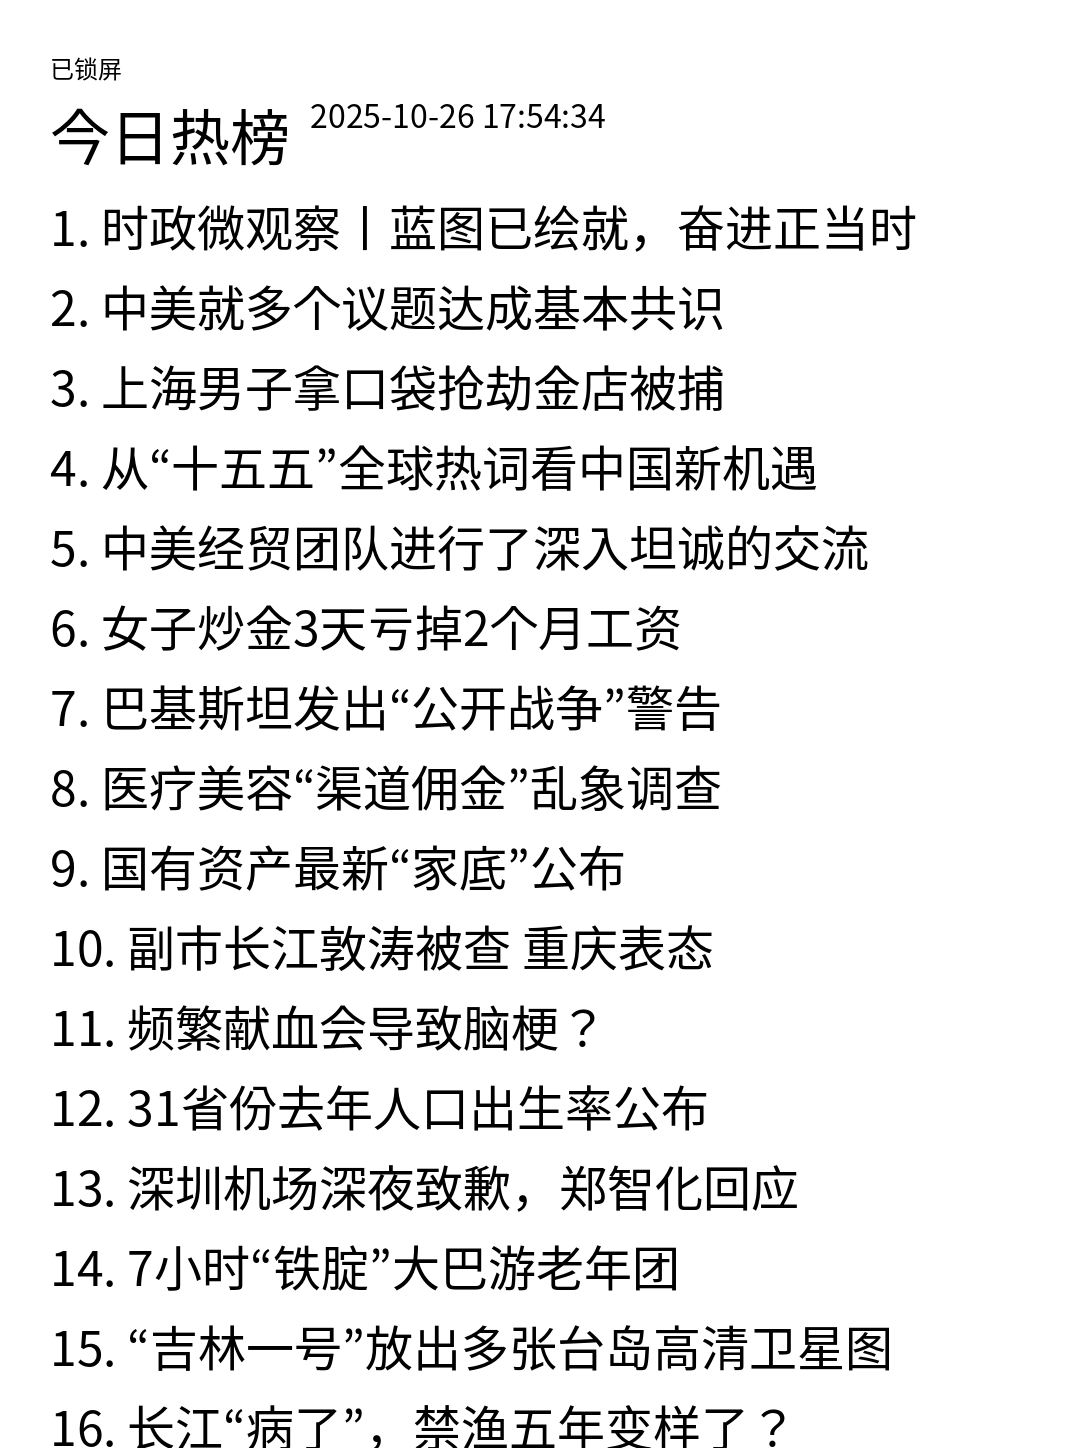 已锁屏
今日热榜 2025-10-26 17:54:34
1. 时政微观察丨蓝图已绘就，奋进正当时
2. 中美就多个议题达成基本共识
3. 上海男子拿口袋抢劫金店被捕
4. 从“十五五”全球热词看中国新机遇
5. 中美经贸团队进行了深入坦诚的交流
6. 女子炒金3天亏掉2个月工资
7. 巴基斯坦发出“公开战争”警告
8. 医疗美容“渠道佣金”乱象调查
9. 国有资产最新“家底”公布
10. 副市长江敦涛被查 重庆表态
11. 频繁献血会导致脑梗？
12. 31省份去年人口出生率公布
13. 深圳机场深夜致歉，郑智化回应
14. 7小时“铁腚”大巴游老年团
15. “吉林一号”放出多张台岛高清卫星图
16. 长江“病了”，禁渔五年变样了？